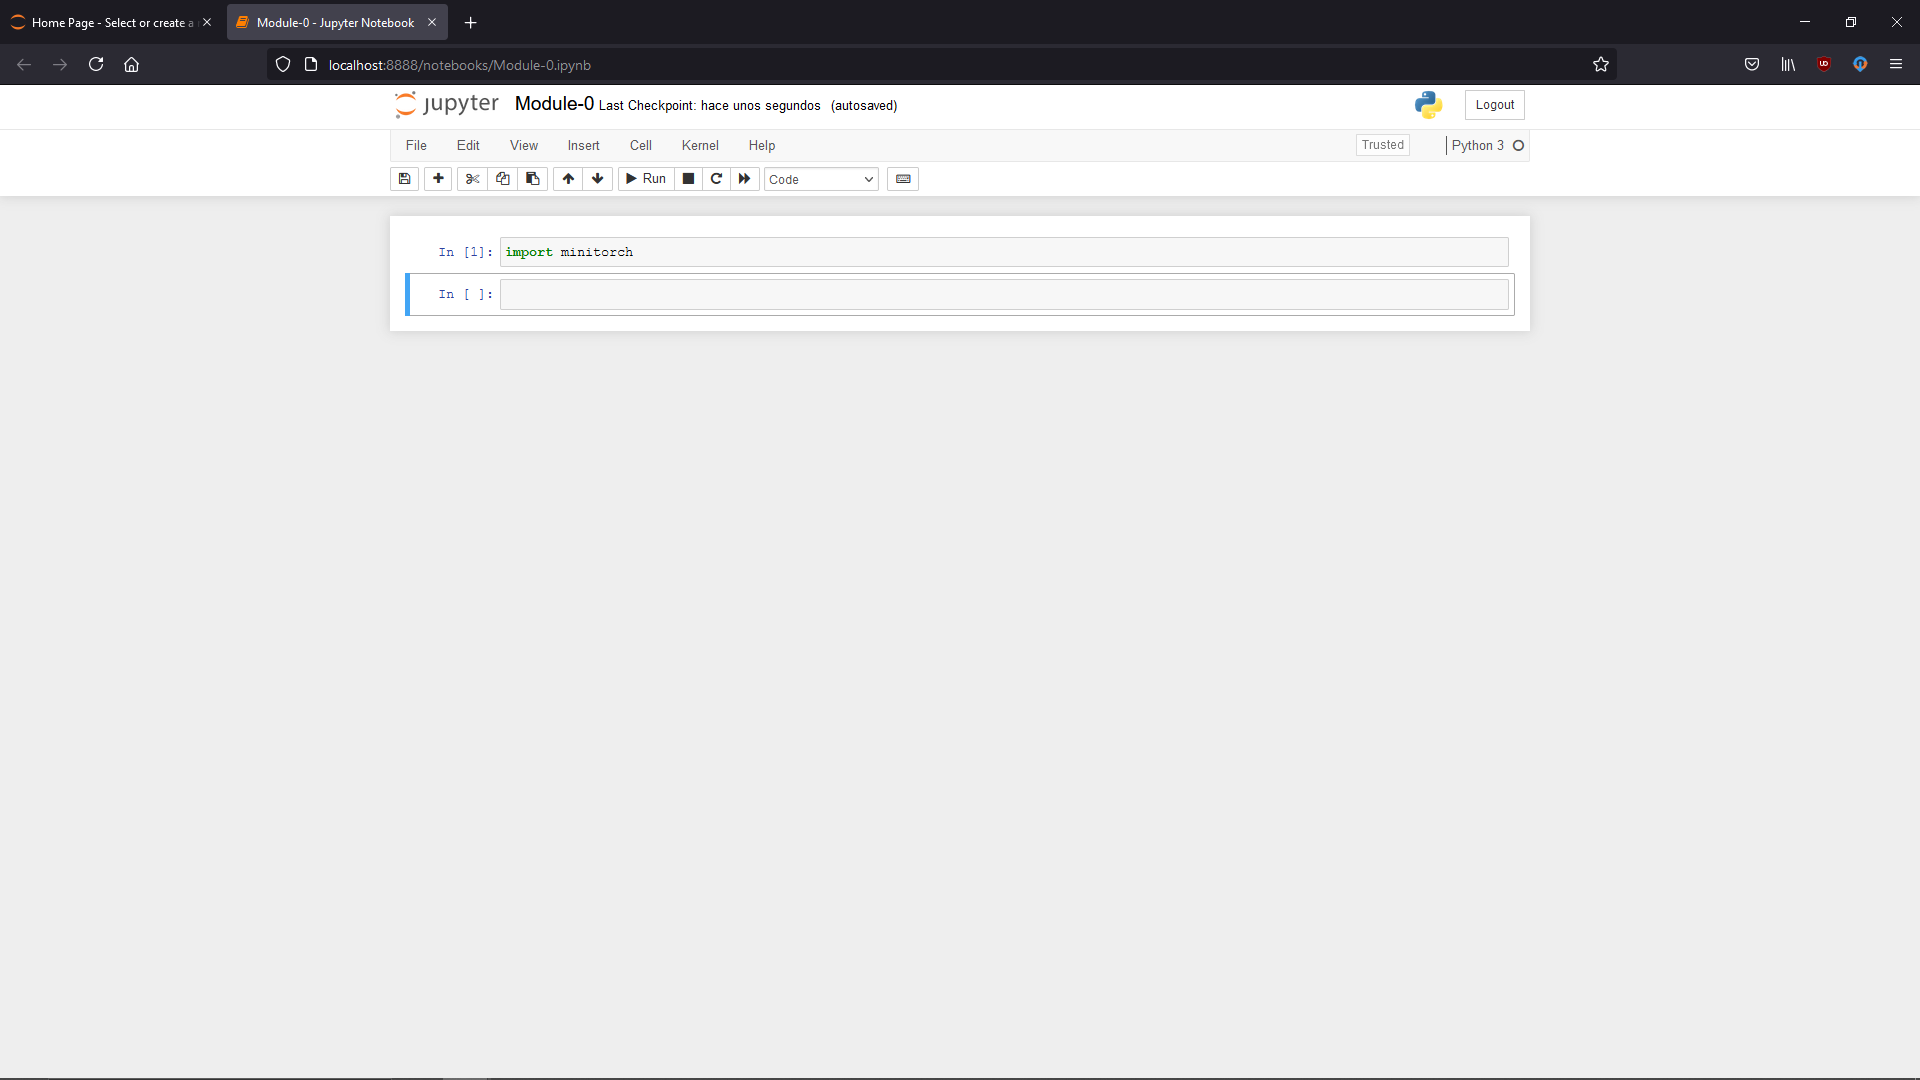 Home Page - Select or create a
Module-0 - Jupyter Notebook
localhost:8888/notebooks/Module-0.ipynb
jupyter Module-0 Last Checkpoint: hace unos segundos (autosaved)
Logout
File Edit View Insert Cell Kernel Help
Trusted
Python 3
Run
Code
In [1]: import minitorch
In [ ]: